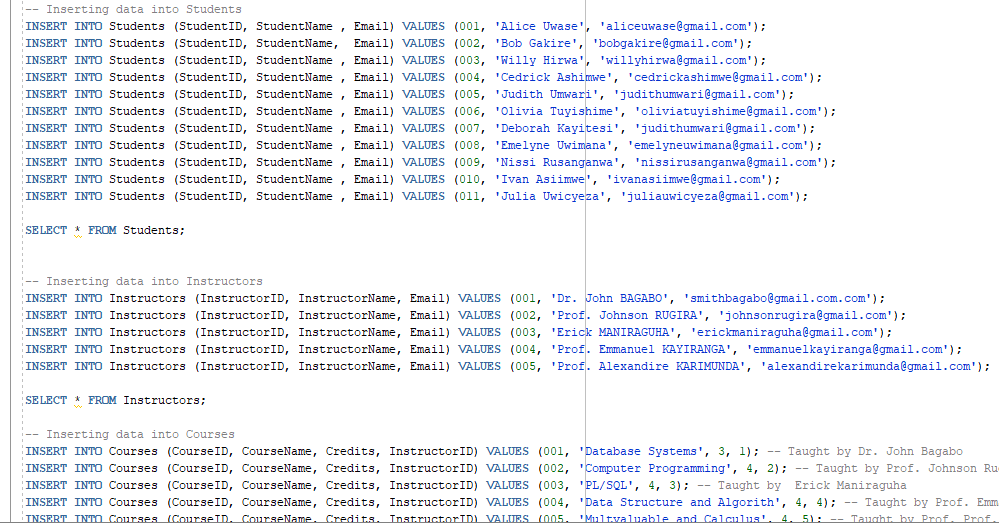 -- Inserting data into Students
INSERT INTO Students (StudentID, StudentName , Email) VALUES (001, 'Alice Uwase', 'aliceuwase@gmail.com');
INSERT INTO Students (StudentID, StudentName,  Email) VALUES (002, 'Bob Gakire', 'bobgakire@gmail.com');
INSERT INTO Students (StudentID, StudentName , Email) VALUES (003, 'Willy Hirwa', 'willyhirwa@gmail.com');
INSERT INTO Students (StudentID, StudentName , Email) VALUES (004, 'Cedrick Ashimwe', 'cedrickashimwe@gmail.com');
INSERT INTO Students (StudentID, StudentName , Email) VALUES (005, 'Judith Umwari', 'judithumwari@gmail.com');
INSERT INTO Students (StudentID, StudentName , Email) VALUES (006, 'Olivia Tuyishime', 'oliviatuyishime@gmail.com');
INSERT INTO Students (StudentID, StudentName , Email) VALUES (007, 'Deborah Kayitesi', 'judithumwari@gmail.com');
INSERT INTO Students (StudentID, StudentName , Email) VALUES (008, 'Emelyne Uwimana', 'emelyneuwimana@gmail.com');
INSERT INTO Students (StudentID, StudentName , Email) VALUES (009, 'Nissi Rusanganwa', 'nissirusanganwa@gmail.com');
INSERT INTO Students (StudentID, StudentName , Email) VALUES (010, 'Ivan Asiimwe', 'ivanasiimwe@gmail.com');
INSERT INTO Students (StudentID, StudentName , Email) VALUES (011, 'Julia Uwicyeza', 'juliauwicyeza@gmail.com');
SELECT * FROM Students;
-- Inserting data into Instructors
INSERT INTO Instructors (InstructorID, InstructorName, Email) VALUES (001, 'Dr. John BAGABO', 'smithbagabo@gmail.com.com');
INSERT INTO Instructors (InstructorID, InstructorName, Email) VALUES (002, 'Prof. Johnson RUGIRA', 'johnsonrugira@gmail.com');
INSERT INTO Instructors (InstructorID, InstructorName, Email) VALUES (003, 'Erick MANIRAGUHA', 'erickmaniraguha@gmail.com');
INSERT INTO Instructors (InstructorID, InstructorName, Email) VALUES (004, 'Prof. Emmanuel KAYIRANGA', 'emmanuelkayiranga@gmail.com');
INSERT INTO Instructors (InstructorID, InstructorName, Email) VALUES (005, 'Prof. Alexandire KARIMUNDA', 'alexandirekarimunda@gmail.com');
SELECT * FROM Instructors;
-- Inserting data into Courses
INSERT INTO Courses (CourseID, CourseName, Credits, InstructorID) VALUES (001, 'Database Systems', 3, 1); -- Taught by Dr. John Bagabo
INSERT INTO Courses (CourseID, CourseName, Credits, InstructorID) VALUES (002, 'Computer Programming', 4, 2); -- Taught by Prof. Johnson Ru
INSERT INTO Courses (CourseID, CourseName, Credits, InstructorID) VALUES (003, 'PL/SQL', 4, 3); -- Taught by  Erick Maniraguha
INSERT INTO Courses (CourseID, CourseName, Credits, InstructorID) VALUES (004, 'Data Structure and Algorith', 4, 4); -- Taught by Prof. Emm
INSERT INTO Courses (CourseID, CourseName, Credits, InstructorID) VALUES (005, 'Multvaluable and Calculus', 4, 5); -- Taught by Prof. Prof.